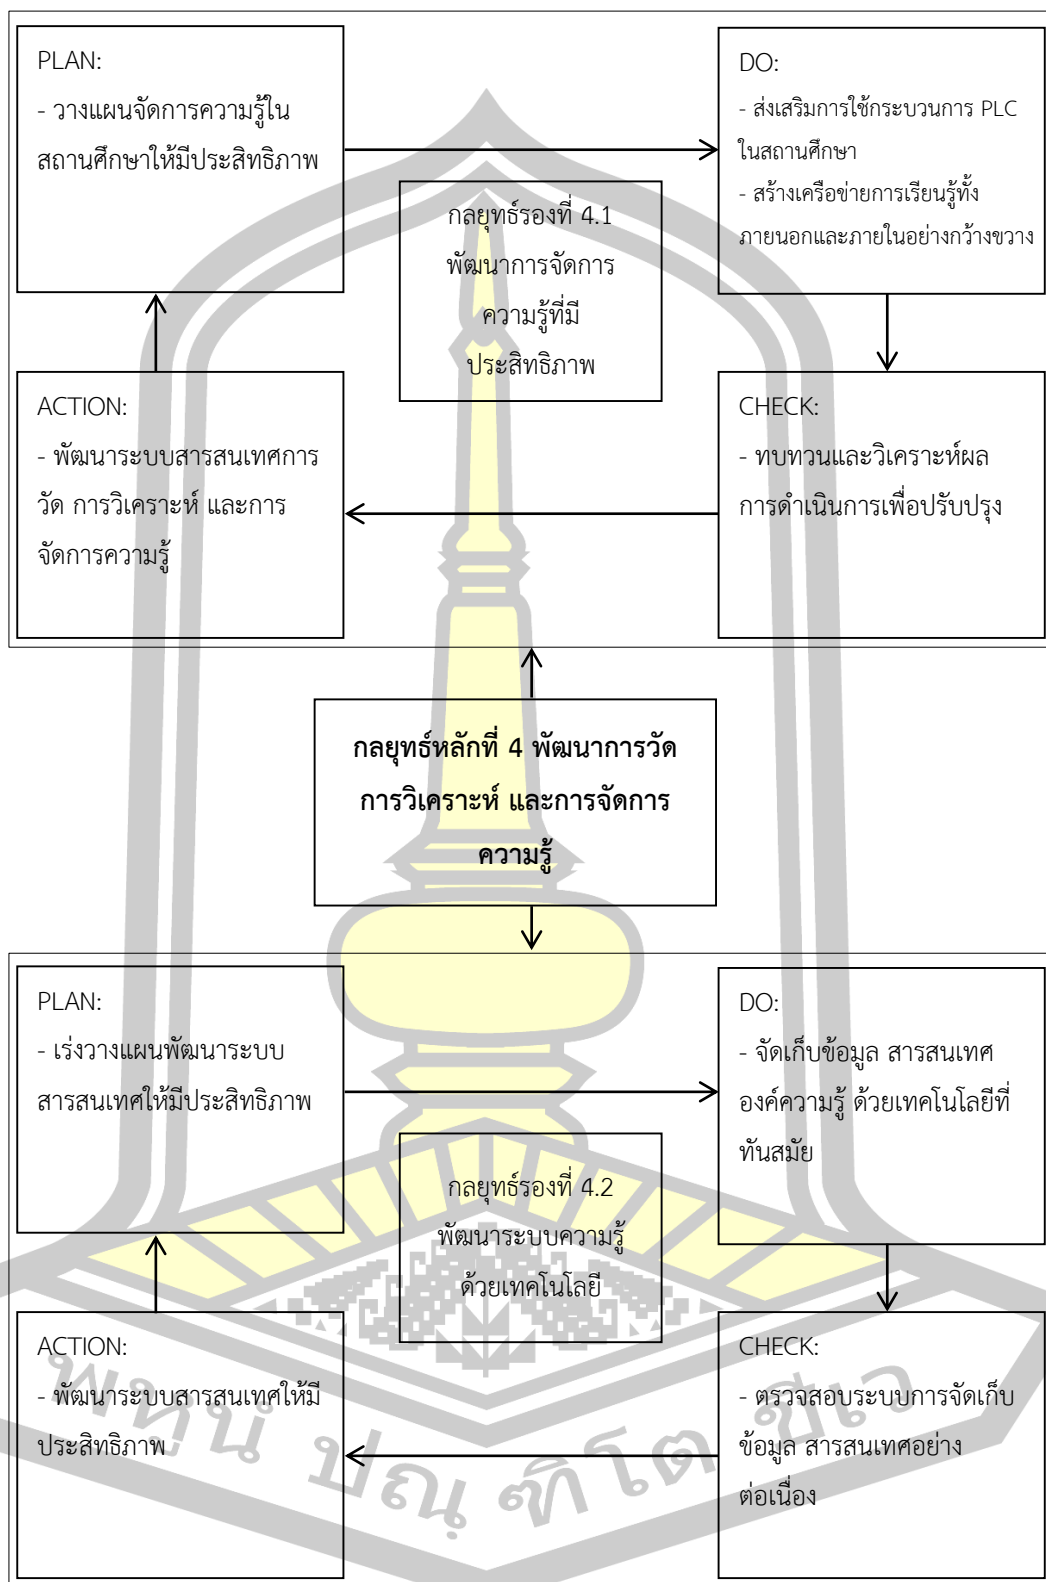 PLAN:
- วางแผนจัดการความรู้ใน
สถานศึกษาให้มีประสิทธิภาพ
DO:
- ส่งเสริมการใช้กระบวนการ PLC
ในสถานศึกษา
- สร้างเครือข่ายการเรียนรู้ทั้ง
ภายนอกและภายในอย่างกว้างขวาง
กลยุทธ์รองที่ 4.1
พัฒนาการจัดการ
ความรู้ที่มี
ประสิทธิภาพ
ACTION:
- พัฒนาระบบสารสนเทศการ
วัด การวิเคราะห์ และการ
จัดการความรู้
CHECK:
- ทบทวนและวิเคราะห์ผล
การดำเนินการเพื่อปรับปรุง
กลยุทธ์หลักที่ 4 พัฒนาการวัด
การวิเคราะห์ และการจัดการ
ความรู้
PLAN:
- เร่งวางแผนพัฒนาระบบ
สารสนเทศให้มีประสิทธิภาพ
DO:
- จัดเก็บข้อมูล สารสนเทศ
องค์ความรู้ ด้วยเทคโนโลยีที่
ทันสมัย
กลยุทธ์รองที่ 4.2
พัฒนาระบบความรู้
ด้วยเทคโนโลยี
ACTION:
- พัฒนาระบบสารสนเทศให้มี
ประสิทธิภาพ
CHECK:
- ตรวจสอบระบบการจัดเก็บ
ข้อมูล สารสนเทศอย่าง
ต่อเนื่อง
พหูนํ ปณฺฑิโต ชีเว